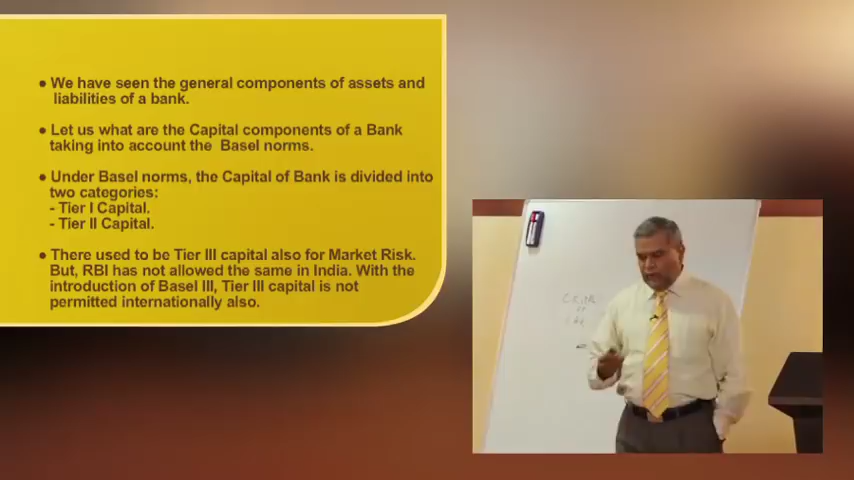 ● We have seen the general components of assets and
liabilities of a bank.
● Let us what are the Capital components of a Bank
taking into account the Basel norms.
● Under Basel norms, the Capital of Bank is divided into
two categories:
- Tier I Capital.
- Tier II Capital.
● There used to be Tier III capital also for Market Risk.
But, RBI has not allowed the same in India. With the
introduction of Basel III, Tier III capital is not
permitted internationally also.